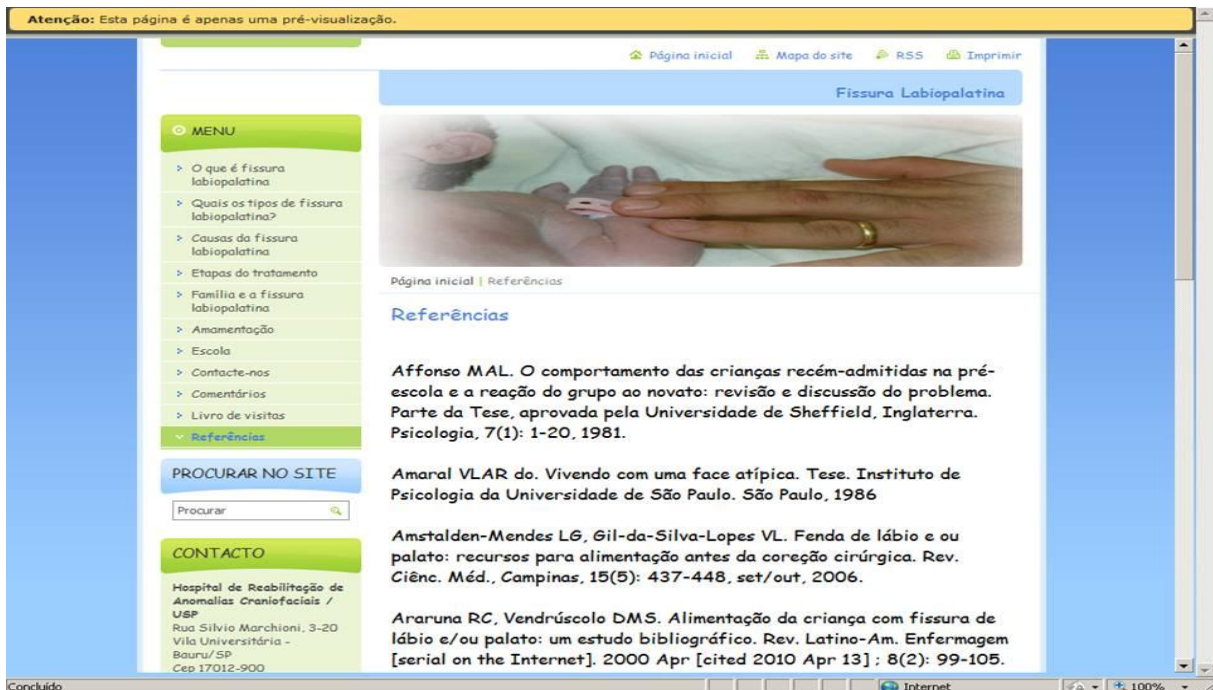 Atenção: Esta página é apenas uma pré-visualização.
Página inicial
Mapa do site
RSS
Imprimir
Fissura Labiopalatina
MENU
O que é fissura
labiopalatina
Quais os tipos de fissura
labiopalatina?
Causas da fissura
labiopalatina
Etapas do tratamento
Família e a fissura
labiopalatina
Amamentação
Escola
Contacte-nos
Comentários
Livro de visitas
Referências
PROCURAR NO SITE
Procurar
CONTACTO
Hospital de Reabilitação de
Anomalias Craniofaciais /
USP
Rua Silvio Marchioni, 3-20
Vila Universitária -
Bauru/SP
Cep 17012-900
Página inicial | Referências
Referências
Affonso MAL. O comportamento das crianças recém-admitidas na pré-
escola e a reação do grupo ao novato: revisão e discussão do problema.
Parte da Tese, aprovada pela Universidade de Sheffield, Inglaterra.
Psicologia, 7(1): 1-20, 1981.
Amaral VLAR do. Vivendo com uma face atípica. Tese. Instituto de
Psicologia da Universidade de São Paulo. São Paulo, 1986
Amstalden-Mendes LG, Gil-da-Silva-Lopes VL. Fenda de lábio e ou
palato: recursos para alimentação antes da coreção cirúrgica. Rev.
Ciênc. Méd., Campinas, 15(5): 437-448, set/out, 2006.
Araruna RC, Vendrúscolo DMS. Alimentação da criança com fissura de
lábio e/ou palato: um estudo bibliográfico. Rev. Latino-Am. Enfermagem
[serial on the Internet]. 2000 Apr [cited 2010 Apr 13] ; 8(2): 99-105.
Concluído
Internet
100%